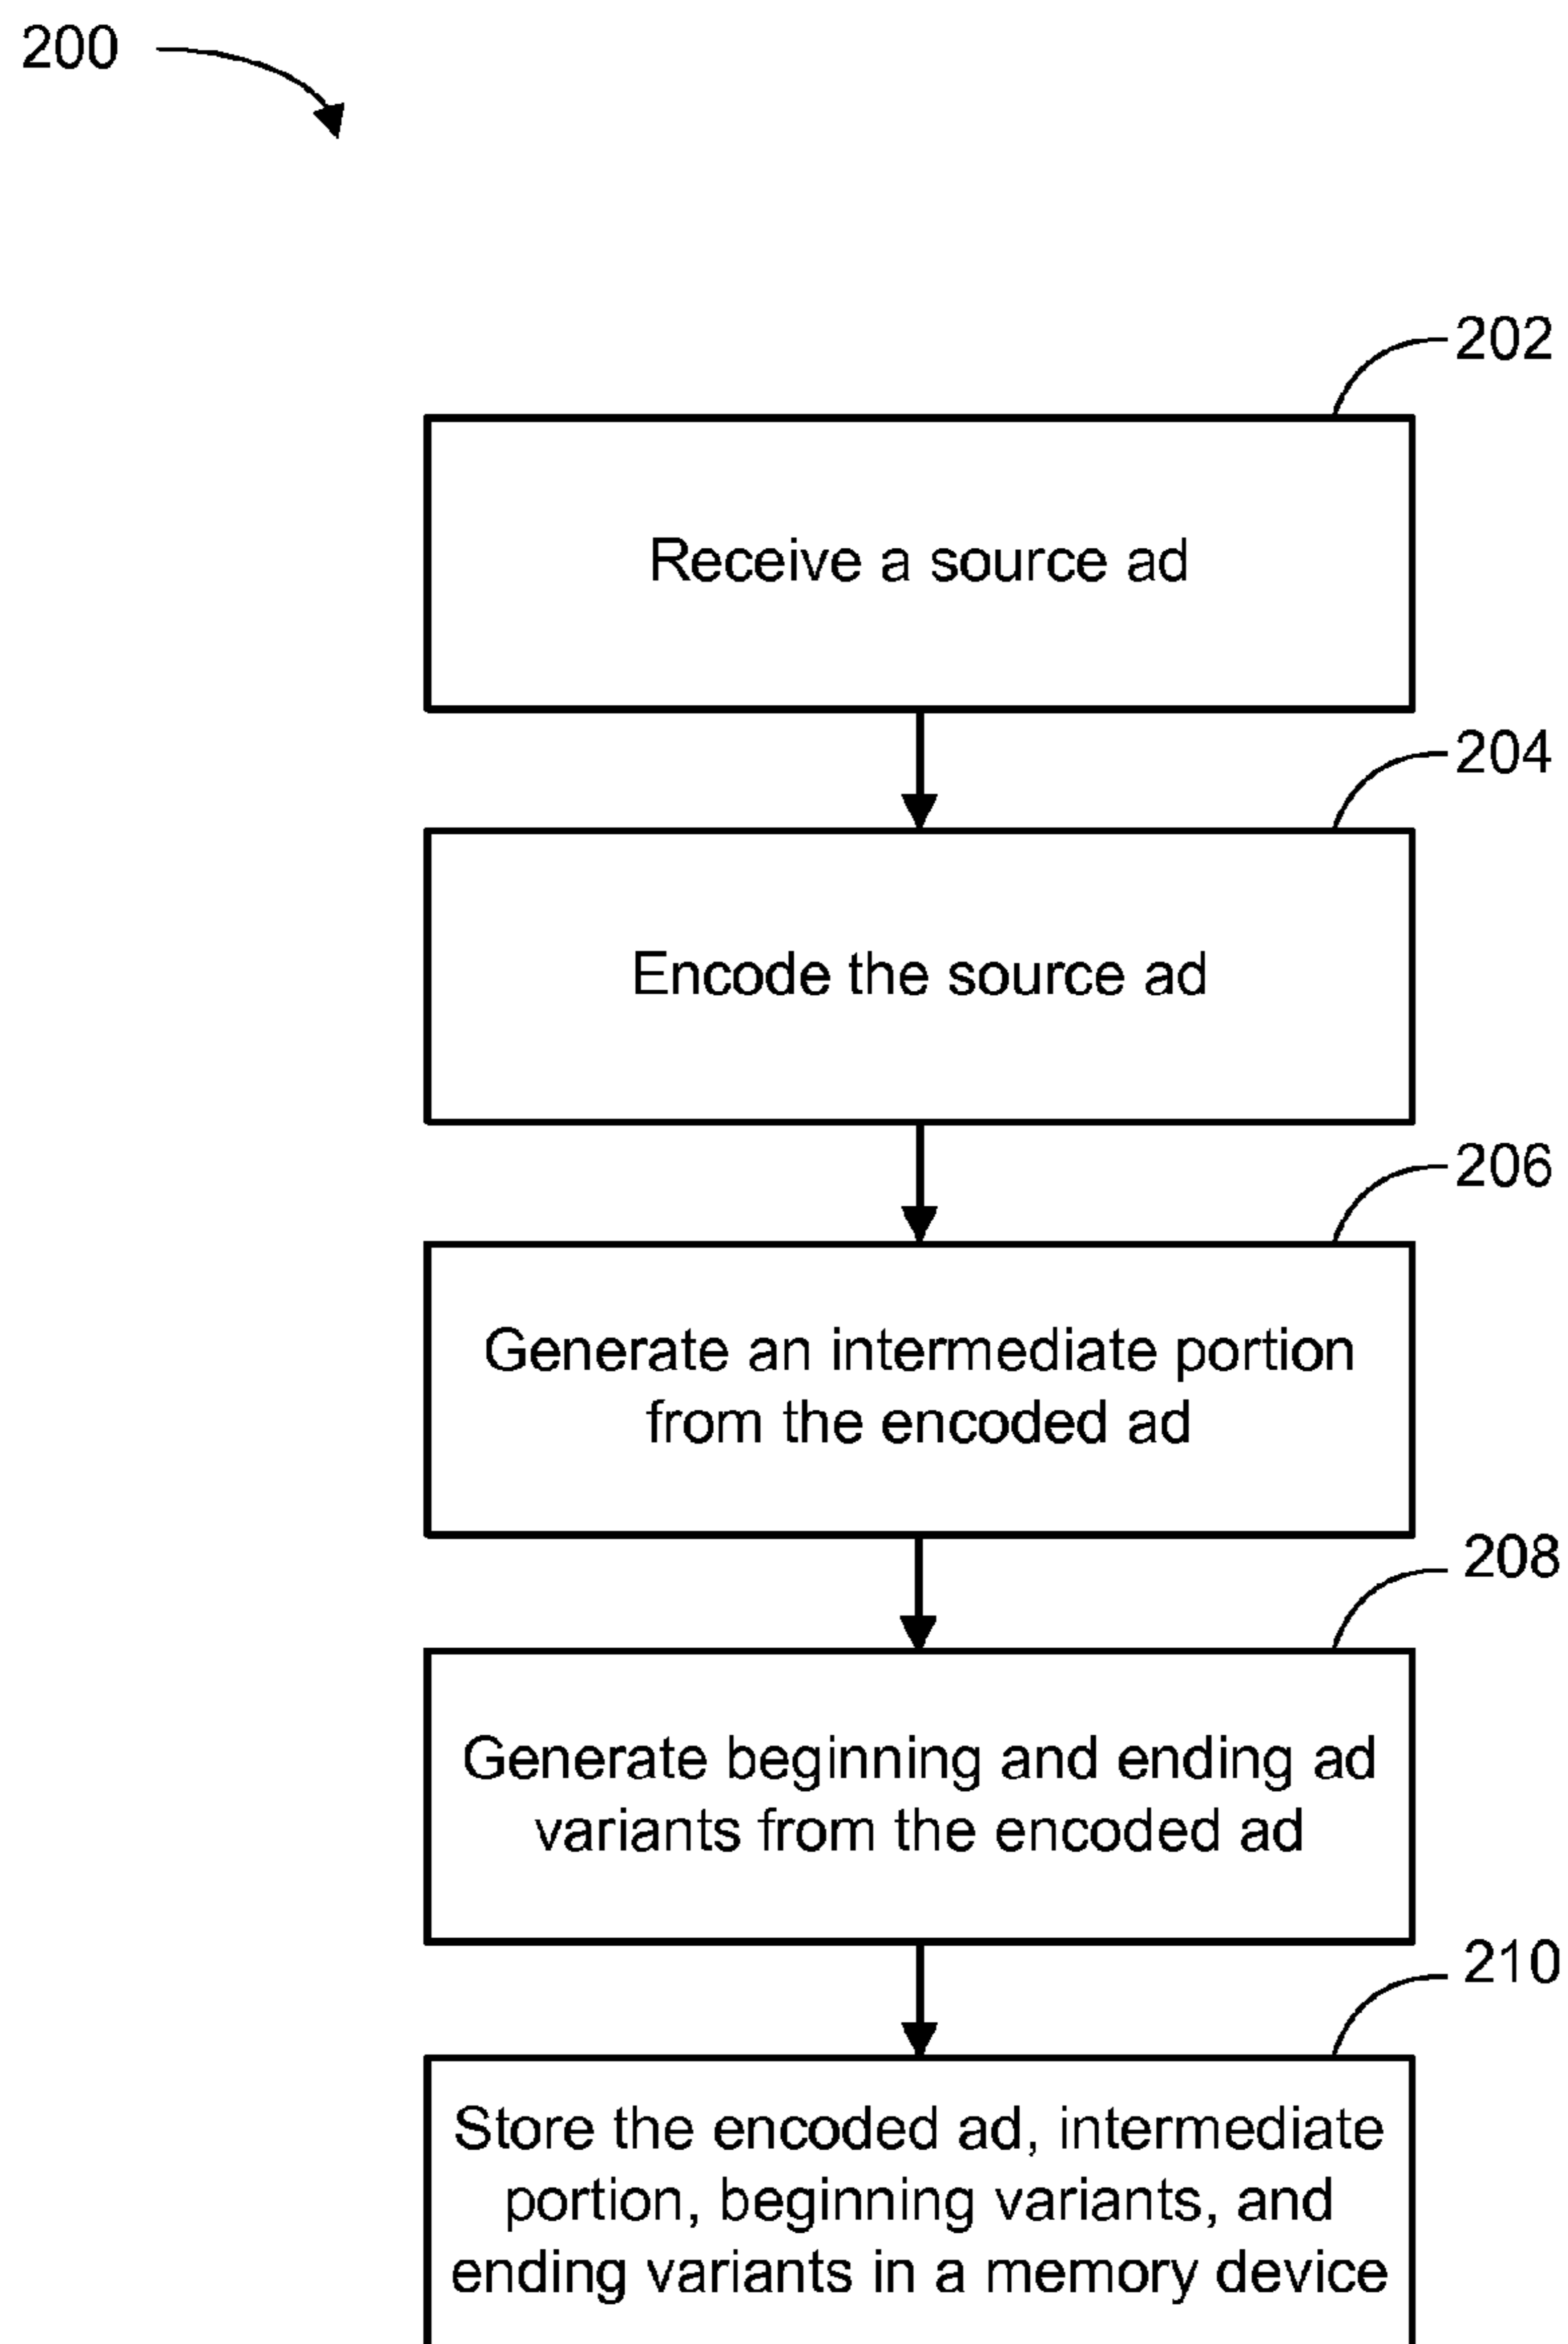 200
202
Receive a source ad
204
Encode the source ad
206
Generate an intermediate portion
from the encoded ad
208
Generate beginning and ending ad
variants from the encoded ad
210
Store the encoded ad, intermediate
portion, beginning variants, and
ending variants in a memory device